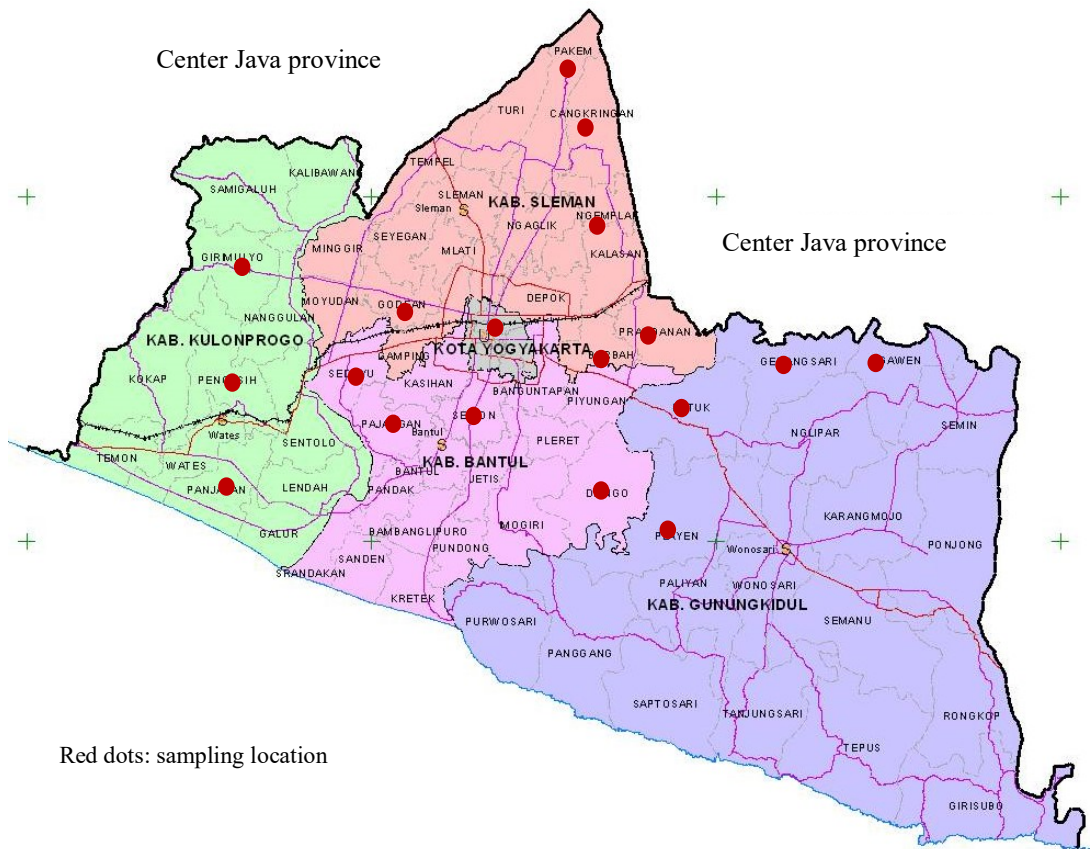 Center Java province
PAKEM
TURI
CANGKRINGAN
TEMPEL
KALIBAWAN
SAMIGALUH
SLEMAN
Sleman
S
KAB. SLEMAN
NGEMPLAK
NGAGLIK
SEYEGAN
MINGGIR
MLATI
KALASAN
Center Java province
GIRIMULYO
MOYUDAN
DEPOK
NANGGULAN
KAB. KULONPROGO
KOTA YOGYAKARTA
GAMPING
KOKAP
KASIHAN
BANGUNTAPAN
PIYUNGAN
NGLIPAR
SEMIN
Wates
S
Bantul
S
SENTOLO
PLERET
TEMON
WATES
KAB. BANTUL
BANTUL
JETIS
LENDAH
PANDAK
GALUR
MOGIRI
BAMBANGLIPURO
PUNDONG
KARANGMOJO
PONJONG
Wonosari
S
SANDEN
SRANDAKAN
KRETEK
PALIYAN
WONOSARI
KAB. GUNUNGKIDUL
PURWOSARI
SEMANU
PANGGANG
SAPTOSARI
TANJUNGSARI
RONGKOP
TEPUS
Red dots: sampling location
GIRISUBO